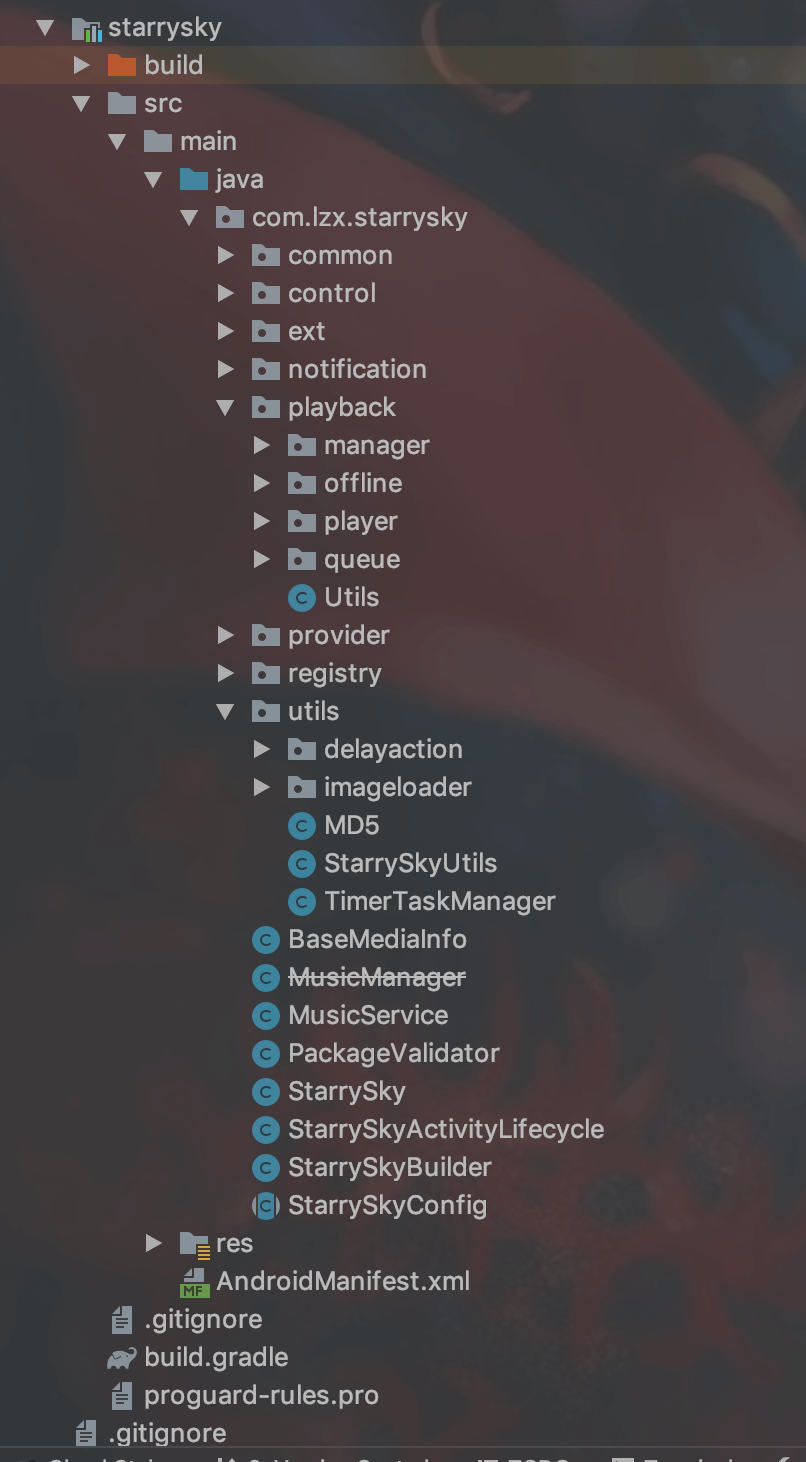 starrysky
build
src
main
java
com.lzx.starrysky
common
control
ext
notification
playback
manager
offline
player
queue
Utils
provider
registry
utils
delayaction
imageloader
MD5
StarrySkyUtils
TimerTaskManager
BaseMediaInfo
MusicManager
MusicService
PackageValidator
StarrySky
StarrySkyActivityLifecycle
StarrySkyBuilder
StarrySkyConfig
res
AndroidManifest.xml
.gitignore
build.gradle
proguard-rules.pro
.gitignore